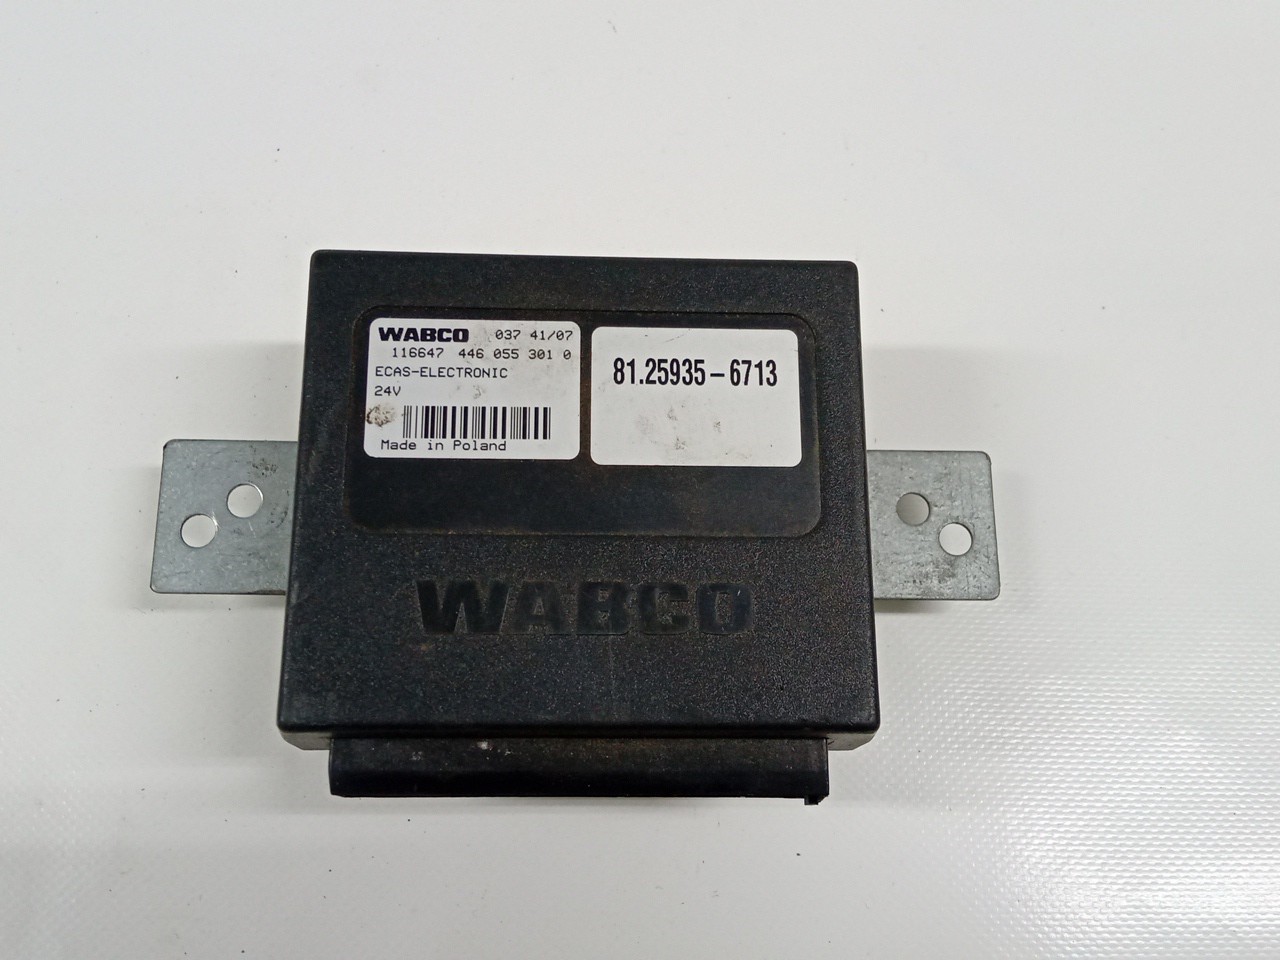 WABCO 037 41/07
116647 446 055 301 0
ECAS-ELECTRONIC
24V
Made in Poland
81.25935-6713
WABCO